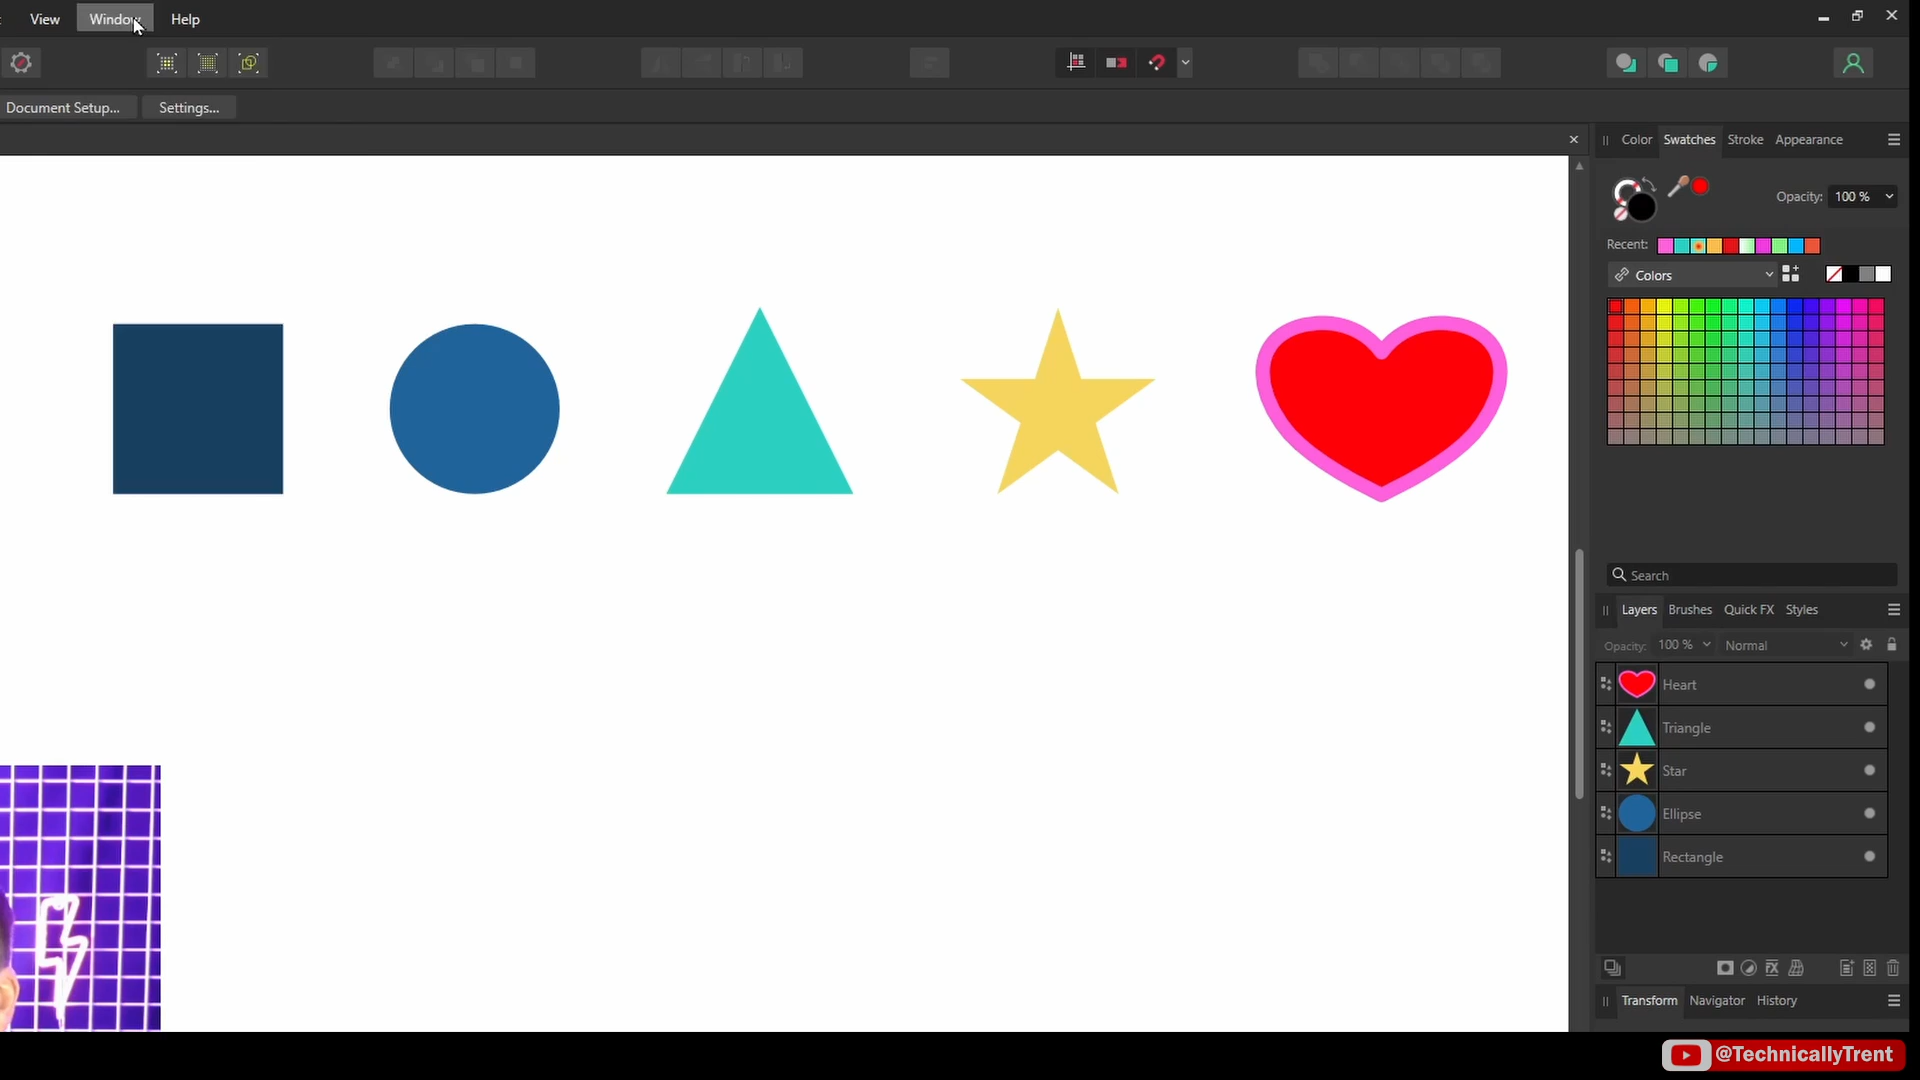 View
Window
Help
Document Setup...
Settings...
Color
Swatches
Stroke
Appearance
Opacity:
100 %
Recent:
Colors
Search
Layers
Brushes
Quick FX
Styles
Opacity:
100 %
Normal
Heart
Triangle
Star
Ellipse
Rectangle
Transform
Navigator
History
@TechnicallyTrent